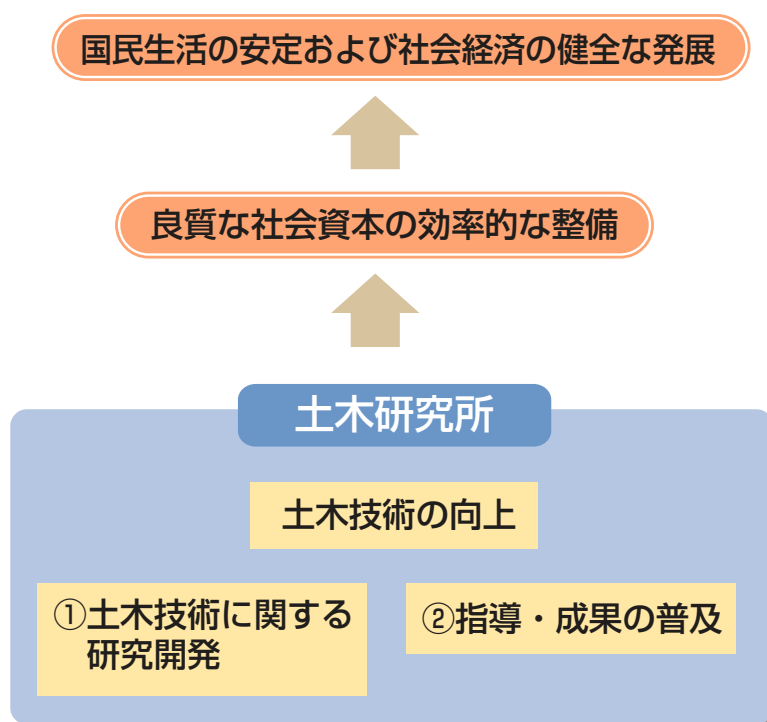 国民生活の安定および社会経済の健全な発展
良質な社会資本の効率的な整備
土木研究所
土木技術の向上
①土木技術に関する
研究開発
②指導・成果の普及